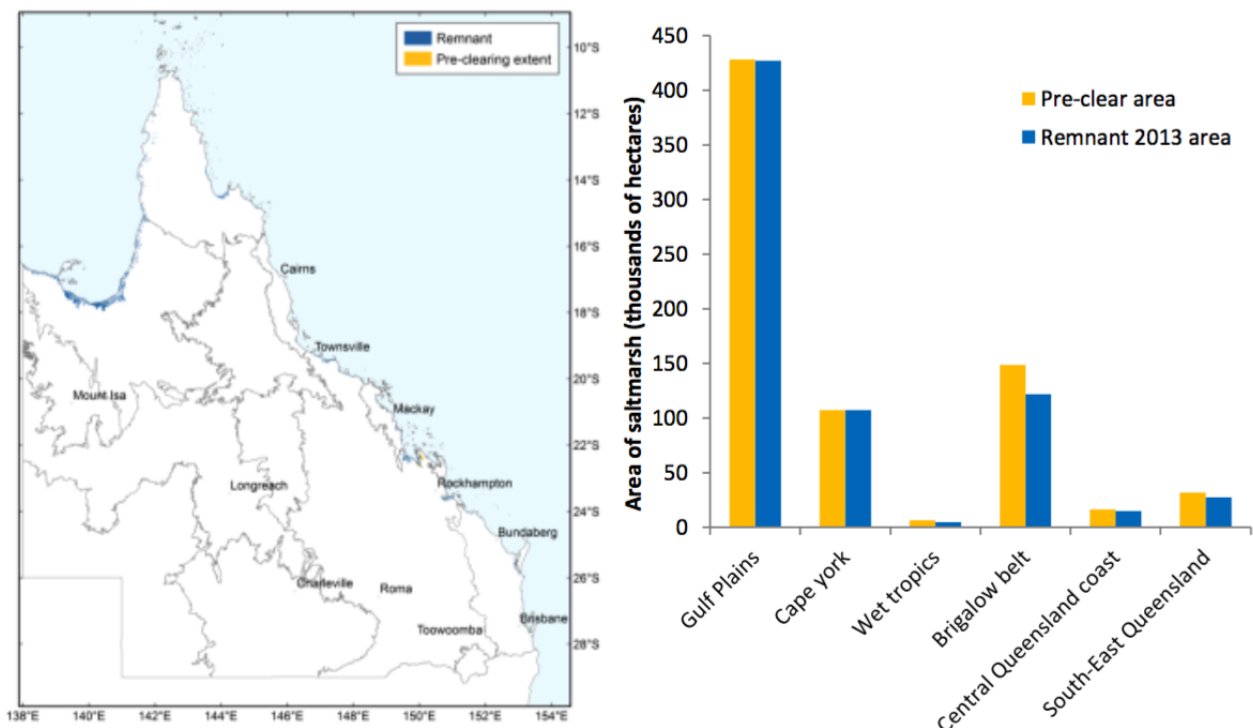 Remnant
Pre-clearing extent
10°S
12°S
14°S
16°S
Cairns
18°S
Townsville
20°S
Mount Isa
Mackay
22°S
Longreach
Rockhampton
24°S
Bundaberg
26°S
Charleville
Roma
Brisbane
Toowoomba
28°S
138°E 140°E 142°E 144°E 146°E 148°E 150°E 152°E 154°E
Area of saltmarsh (thousands of hectares)
450
400
350
300
250
200
150
100
50
0
Pre-clear area
Remnant 2013 area
Gulf Plains
Cape york
Wet tropics
Brigalow belt
Central Queensland coast
South-East Queensland